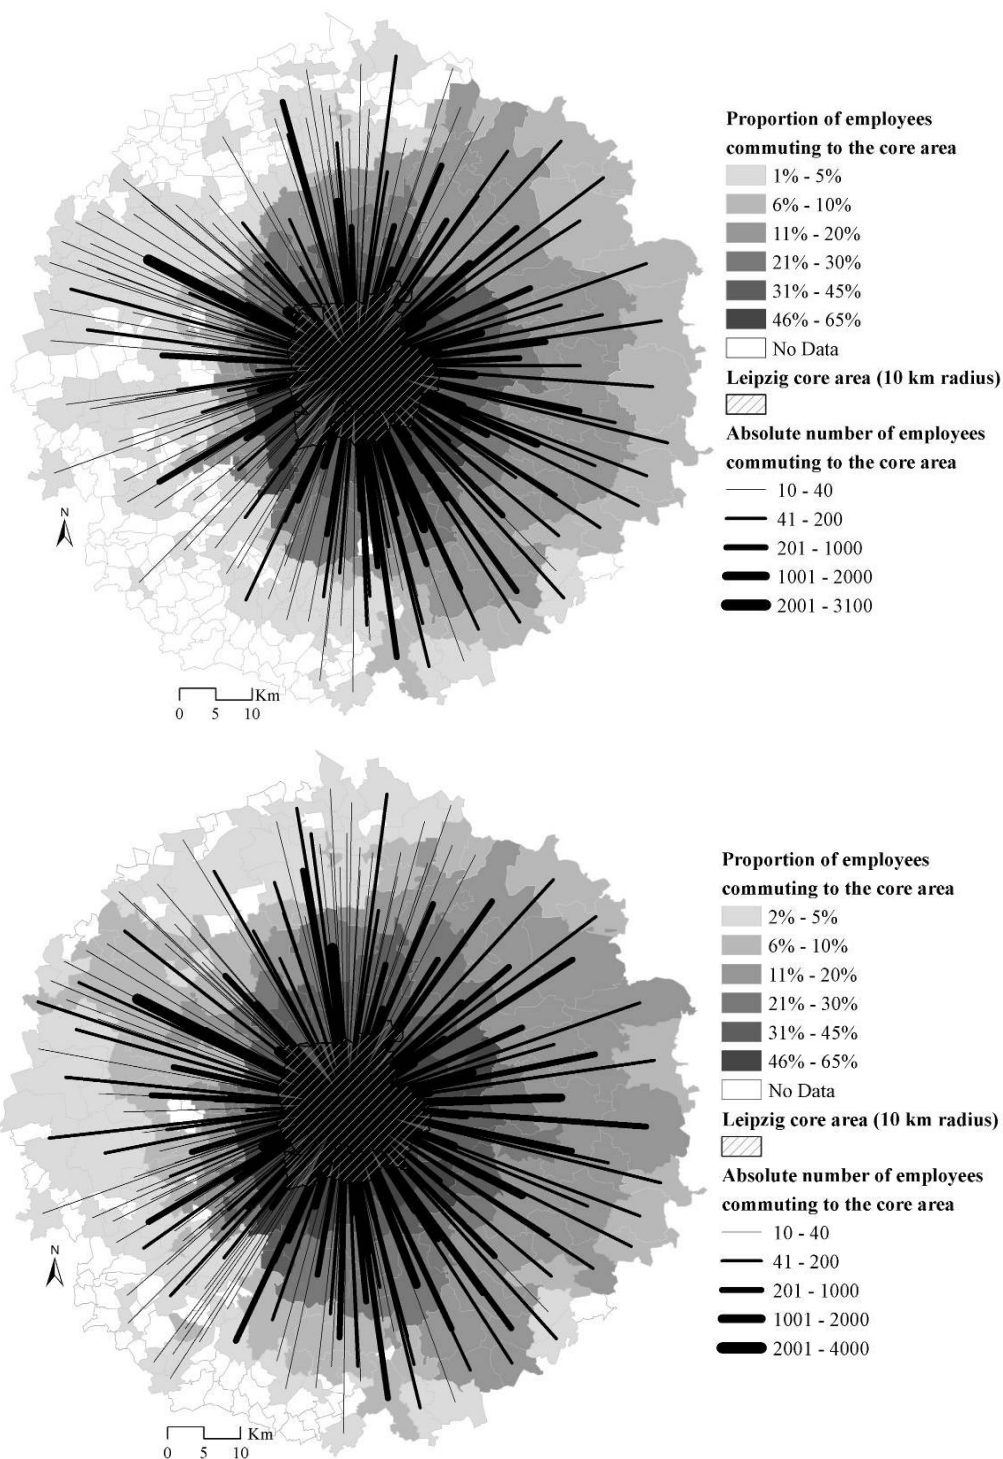 Proportion of employees
commuting to the core area
1% - 5%
6% - 10%
11% - 20%
21% - 30%
31% - 45%
46% - 65%
No Data
Leipzig core area (10 km radius)
Absolute number of employees
commuting to the core area
10 - 40
41 - 200
201 - 1000
1001 - 2000
2001 - 3100
N
Km
0 5 10
Proportion of employees
commuting to the core area
2% - 5%
6% - 10%
11% - 20%
21% - 30%
31% - 45%
46% - 65%
No Data
Leipzig core area (10 km radius)
Absolute number of employees
commuting to the core area
10 - 40
41 - 200
201 - 1000
1001 - 2000
2001 - 4000
N
Km
0 5 10